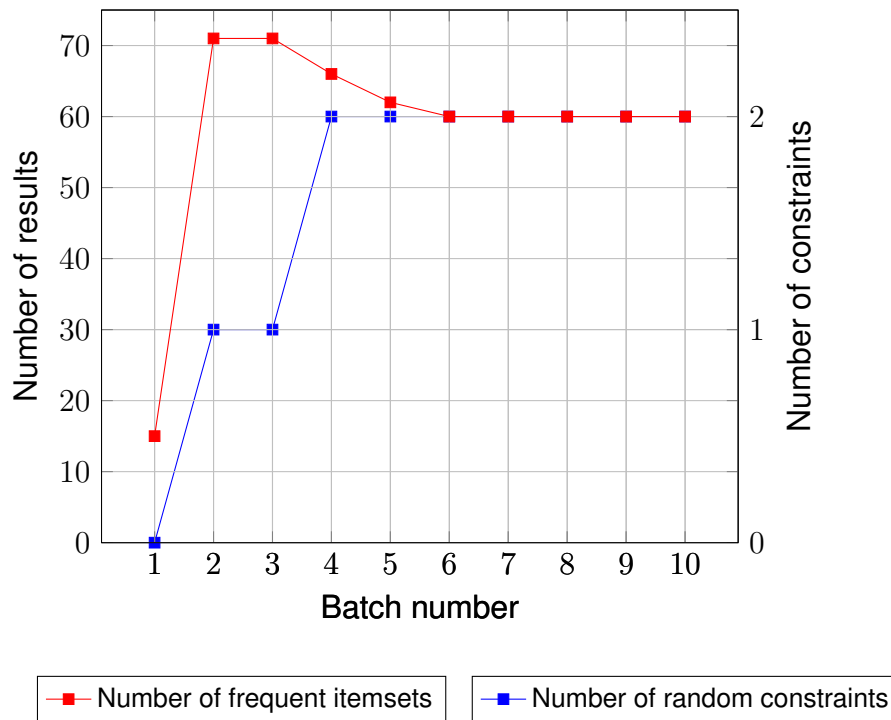 70
60
50
40
30
20
10
0
Number of results
2
1
0
Number of constraints
1 2 3 4 5 6 7 8 9 10
Batch number
Number of frequent itemsets
Number of random constraints